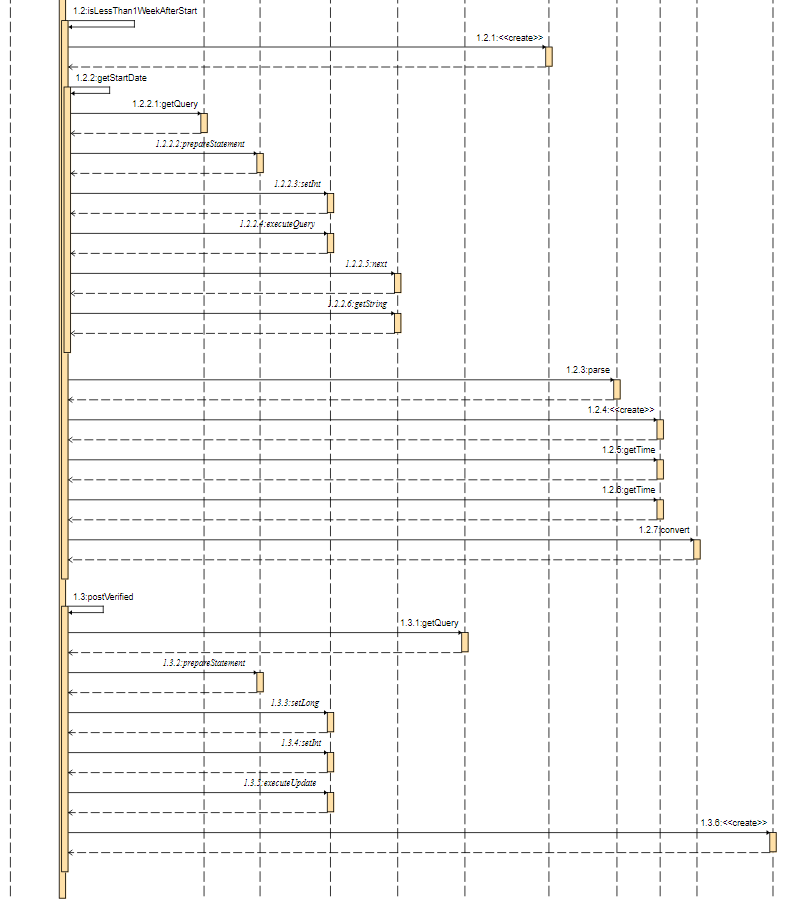 1.2:isLessThan1WeekAfterStart
1.2.1:<<create>>
1.2.2:getStartDate
1.2.2.1:getQuery
1.2.2.2:prepareStatement
1.2.2.3:setInt
1.2.2.4:executeQuery
1.2.2.5:next
1.2.2.6:getString
1.2.3:parse
1.2.4:<<create>>
1.2.5:getTime
1.2.6:getTime
1.2.7:convert
1.3:postVerified
1.3.1:getQuery
1.3.2:prepareStatement
1.3.3:setLong
1.3.4:setInt
1.3.5:executeUpdate
1.3.6:<<create>>